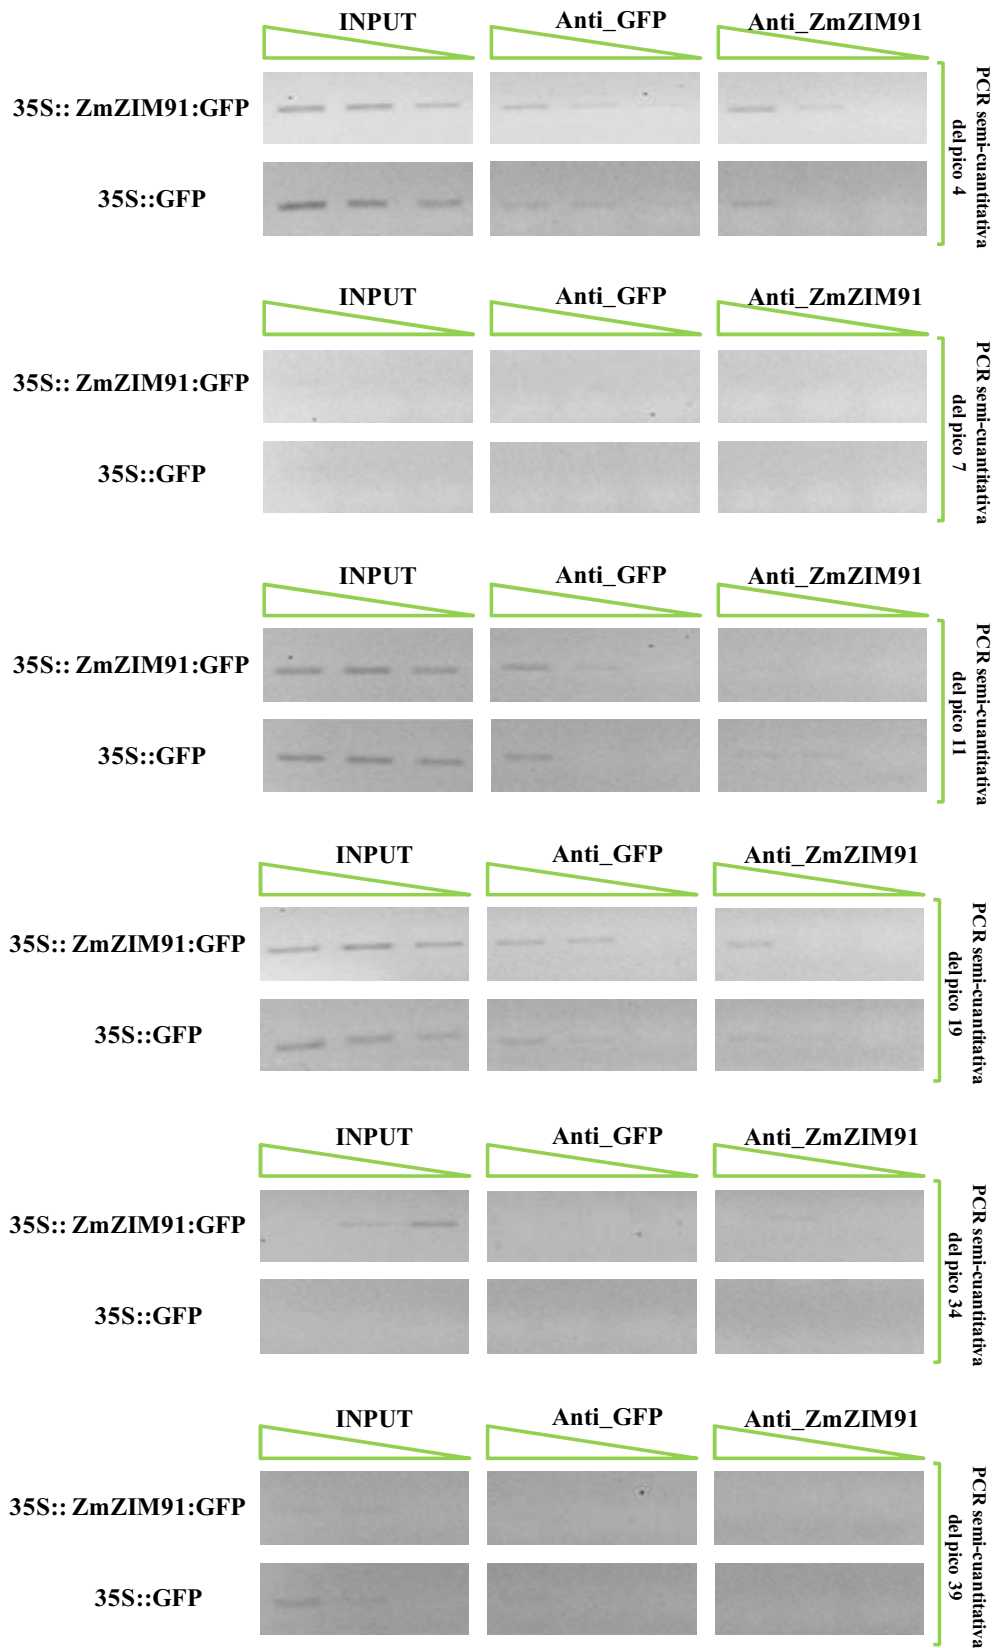 INPUT Anti_GFP Anti_ZmZIM91
35S:: ZmZIM91:GFP
35S::GFP
PCR semi-cuantitativa
del pico 4
INPUT Anti_GFP Anti_ZmZIM91
35S:: ZmZIM91:GFP
35S::GFP
PCR semi-cuantitativa
del pico 7
INPUT Anti_GFP Anti_ZmZIM91
35S:: ZmZIM91:GFP
35S::GFP
PCR semi-cuantitativa
del pico 11
INPUT Anti_GFP Anti_ZmZIM91
35S:: ZmZIM91:GFP
35S::GFP
PCR semi-cuantitativa
del pico 19
INPUT Anti_GFP Anti_ZmZIM91
35S:: ZmZIM91:GFP
35S::GFP
PCR semi-cuantitativa
del pico 34
INPUT Anti_GFP Anti_ZmZIM91
35S:: ZmZIM91:GFP
35S::GFP
PCR semi-cuantitativa
del pico 39